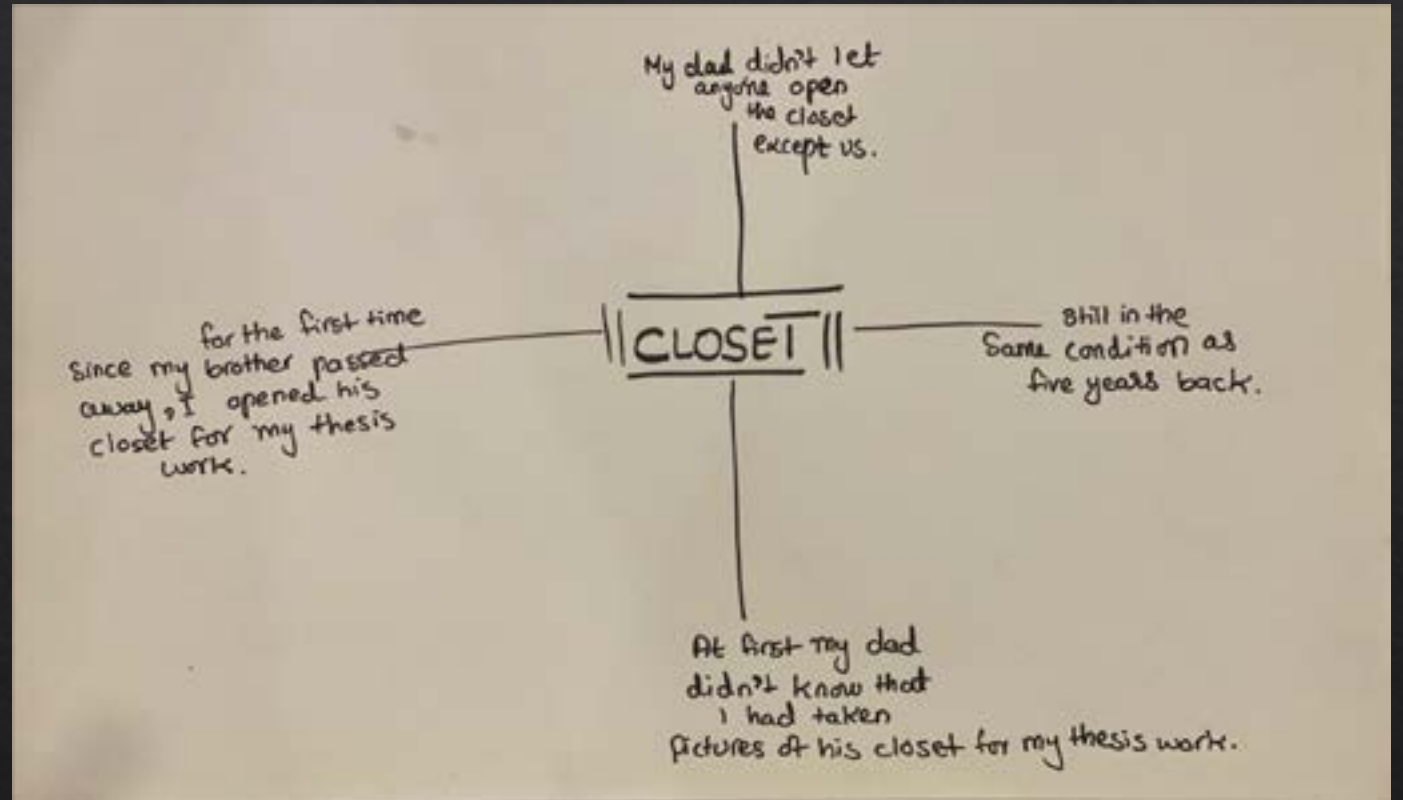 My dad didn't let
anyone open
the closet
except us.
for the first time
since my brother passed
away, I opened his
closet for my thesis
work.
CLOSET
Still in the
Same condition as
five years back.
At first my dad
didn't know that
I had taken
Pictures of his closet for my thesis work.